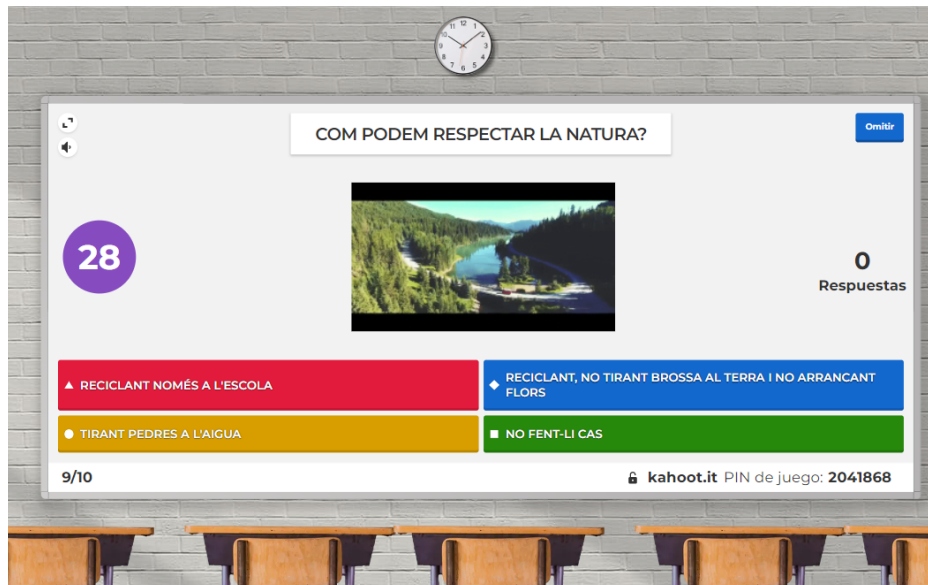 COM PODEM RESPECTAR LA NATURA?
Omitir
28
0
Respuestas
RECICLANT NOMÉS A L'ESCOLA
RECICLANT, NO TIRANT BROSSA AL TERRA I NO ARRANCANT
FLORS
TIRANT PEDRES A L'AIGUA
NO FENT-LI CAS
9/10
kahoot.it PIN de juego: 2041868